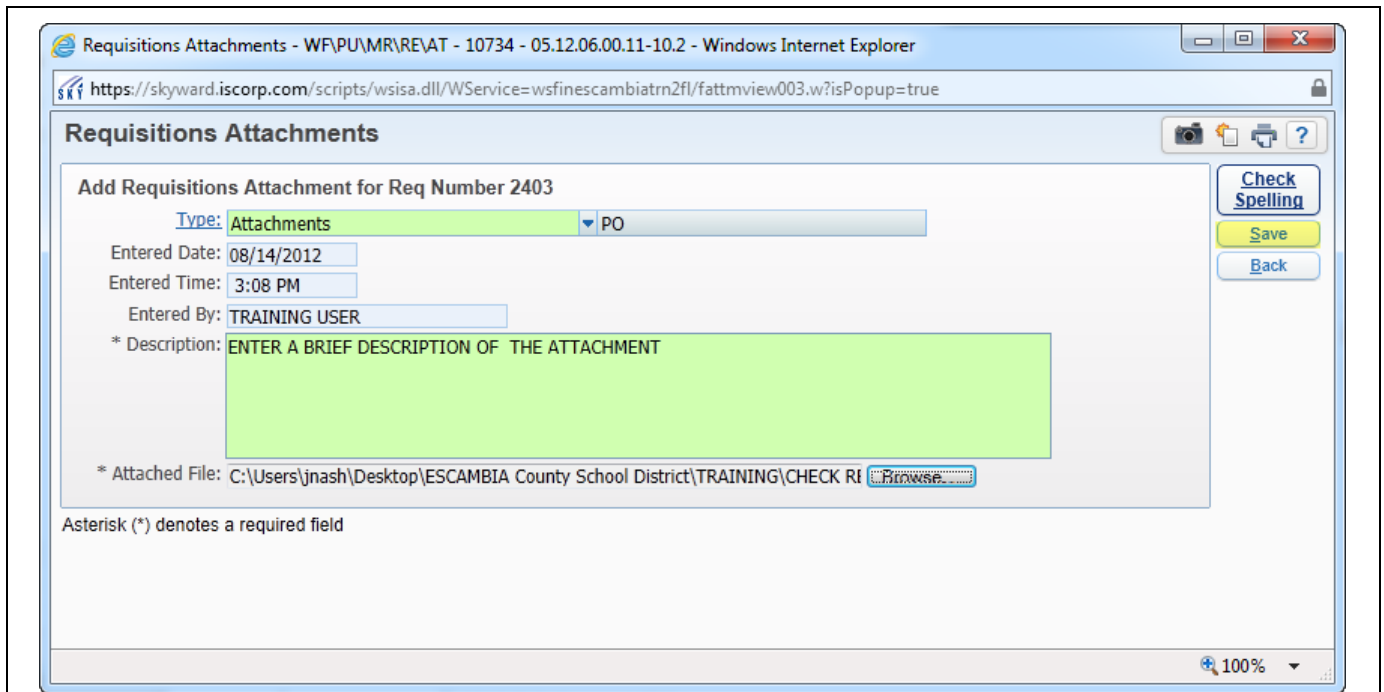 Requisitions Attachments - WF\PU\MR\RE\AT - 10734 - 05.12.06.00.11-10.2 - Windows Internet Explorer
SKY https://skyward.iscorp.com/scripts/wsisa.dll/WService=wsfinescambiatrn2fl/fattmview003.w?isPopup=true
Requisitions Attachments ?
Add Requisitions Attachment for Req Number 2403
Check
Spelling
Type: Attachments PO
Save
Entered Date: 08/14/2012
Back
Entered Time: 3:08 PM
Entered By: TRAINING USER
* Description: ENTER A BRIEF DESCRIPTION OF  THE ATTACHMENT
* Attached File: C:\Users\jnash\Desktop\ESCAMBIA County School District\TRAINING\CHECK RE Browse...
Asterisk (*) denotes a required field
100%